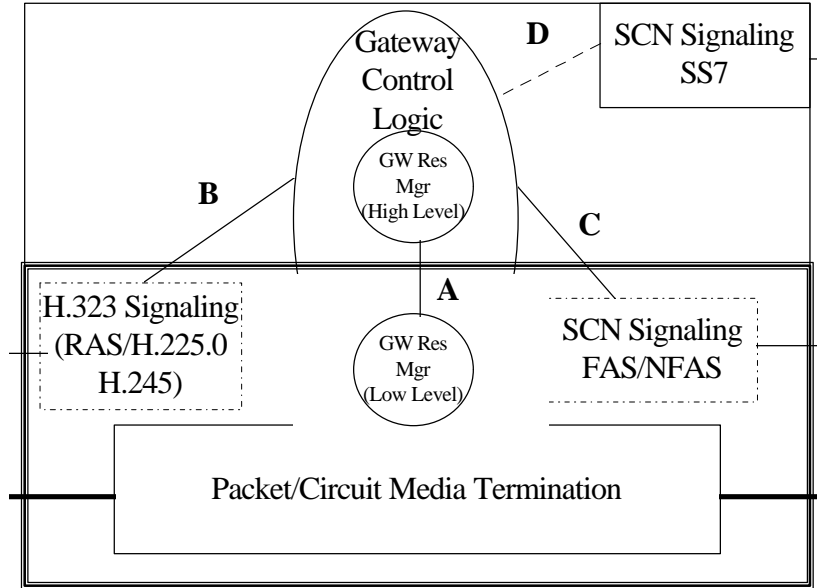 Gateway
Control
Logic
D
SCN Signaling
SS7
GW Res
Mgr
(High Level)
B
C
A
H.323 Signaling
(RAS/H.225.0
H.245)
GW Res
Mgr
(Low Level)
SCN Signaling
FAS/NFAS
Packet/Circuit Media Termination